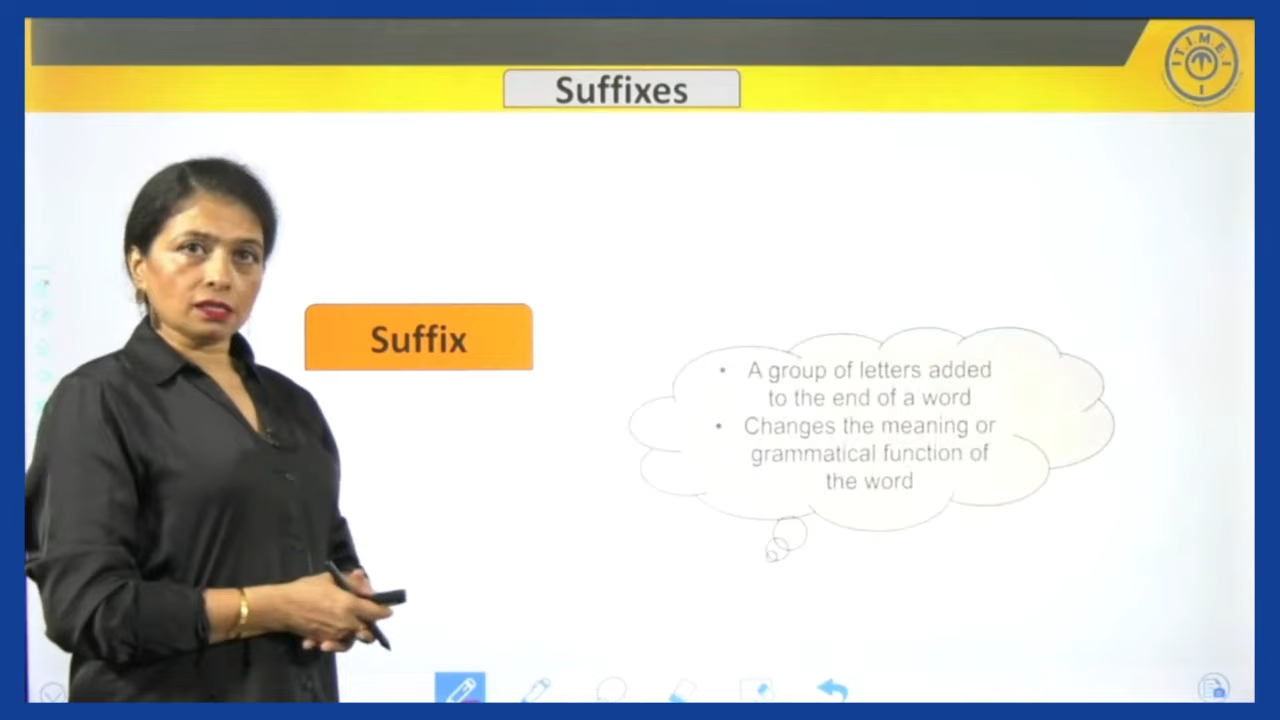 T.I.M.E.
Suffixes
Suffix
• A group of letters added
to the end of a word
• Changes the meaning or
grammatical function of
the word